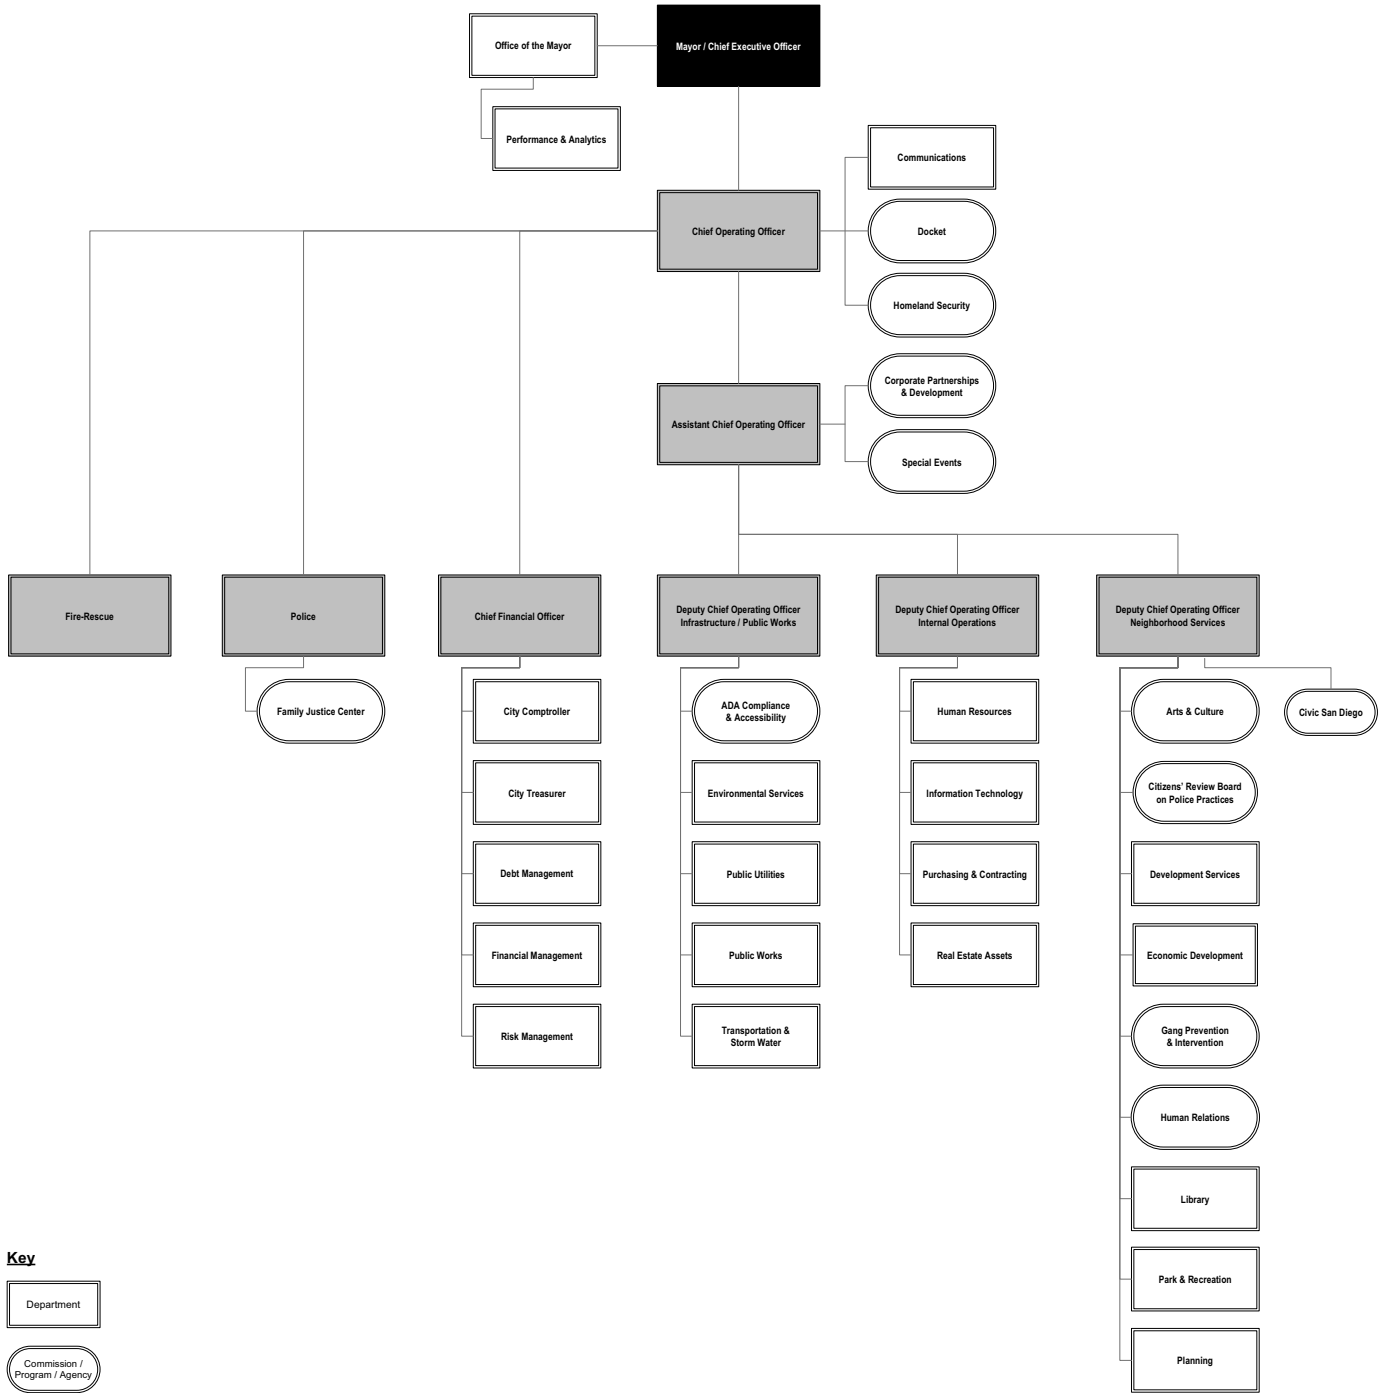 Office of the Mayor
Mayor / Chief Executive Officer
Performance & Analytics
Communications
Chief Operating Officer
Docket
Homeland Security
Corporate Partnerships
& Development
Assistant Chief Operating Officer
Special Events
Fire-Rescue
Police
Chief Financial Officer
Deputy Chief Operating Officer
Infrastructure / Public Works
Deputy Chief Operating Officer
Internal Operations
Deputy Chief Operating Officer
Neighborhood Services
Family Justice Center
City Comptroller
City Treasurer
Debt Management
Financial Management
Risk Management
ADA Compliance
& Accessibility
Environmental Services
Public Utilities
Public Works
Transportation &
Storm Water
Human Resources
Information Technology
Purchasing & Contracting
Real Estate Assets
Arts & Culture
Citizens' Review Board
on Police Practices
Development Services
Economic Development
Gang Prevention
& Intervention
Human Relations
Library
Park & Recreation
Planning
Civic San Diego
Key
Department
Commission /
Program / Agency